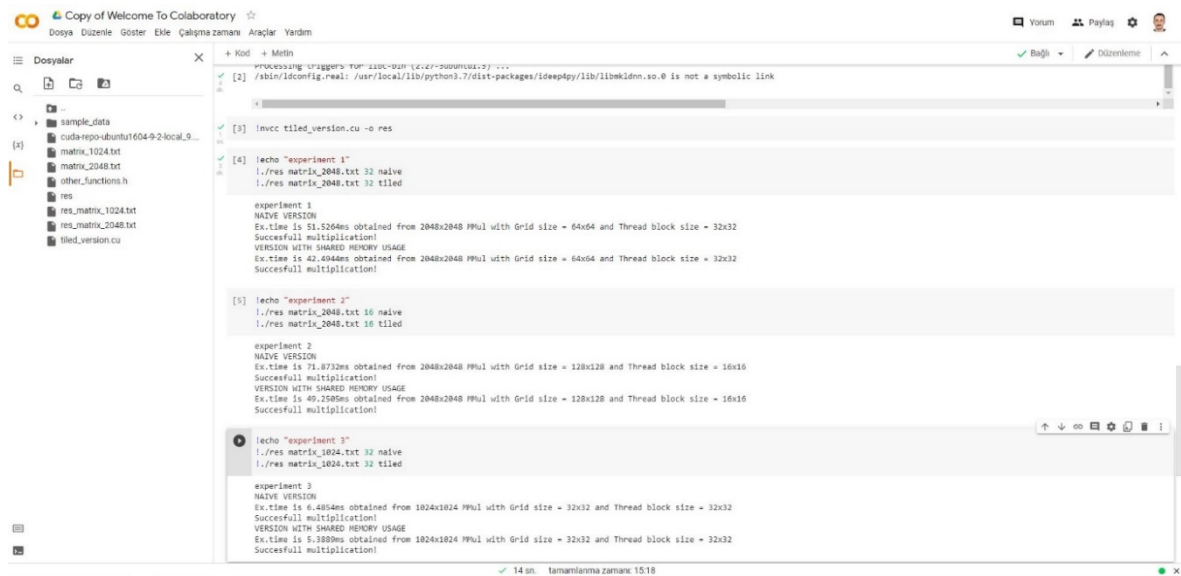 CO Copy of Welcome To Colaboratory
Dosya Düzenle Göster Ekle Çalışma zamanı Araçlar Yardım
Yorum Paylaş
Dosyalar
+ Kod + Metin
Bağlı Düzenleme
..
sample_data
cuda-repo-ubuntu1604-9-2-local_9...
matrix_1024.txt
matrix_2048.txt
other_functions.h
res
res_matrix_1024.txt
res_matrix_2048.txt
tiled_version.cu
Processing triggers for libc-bin (2.27-3ubuntu1.3) ...
[2] /sbin/ldconfig.real: /usr/local/lib/python3.7/dist-packages/ideep4py/lib/libmkldnn.so.0 is not a symbolic link
[3] !nvcc tiled_version.cu -o res
[4] !echo "experiment 1"
!./res matrix_2048.txt 32 naive
!./res matrix_2048.txt 32 tiled
experiment 1
NAIVE VERSION
Ex.time is 51.5264ms obtained from 2048x2048 MMul with Grid size = 64x64 and Thread block size = 32x32
Succesfull multiplication!
VERSION WITH SHARED MEMORY USAGE
Ex.time is 42.4944ms obtained from 2048x2048 MMul with Grid size = 64x64 and Thread block size = 32x32
Succesfull multiplication!
[5] !echo "experiment 2"
!./res matrix_2048.txt 16 naive
!./res matrix_2048.txt 16 tiled
experiment 2
NAIVE VERSION
Ex.time is 71.8732ms obtained from 2048x2048 MMul with Grid size = 128x128 and Thread block size = 16x16
Succesfull multiplication!
VERSION WITH SHARED MEMORY USAGE
Ex.time is 49.2505ms obtained from 2048x2048 MMul with Grid size = 128x128 and Thread block size = 16x16
Succesfull multiplication!
!echo "experiment 3"
!./res matrix_1024.txt 32 naive
!./res matrix_1024.txt 32 tiled
experiment 3
NAIVE VERSION
Ex.time is 6.4854ms obtained from 1024x1024 MMul with Grid size = 32x32 and Thread block size = 32x32
Succesfull multiplication!
VERSION WITH SHARED MEMORY USAGE
Ex.time is 5.3889ms obtained from 1024x1024 MMul with Grid size = 32x32 and Thread block size = 32x32
Succesfull multiplication!
14 sn. tamamlanma zamanı: 15:18